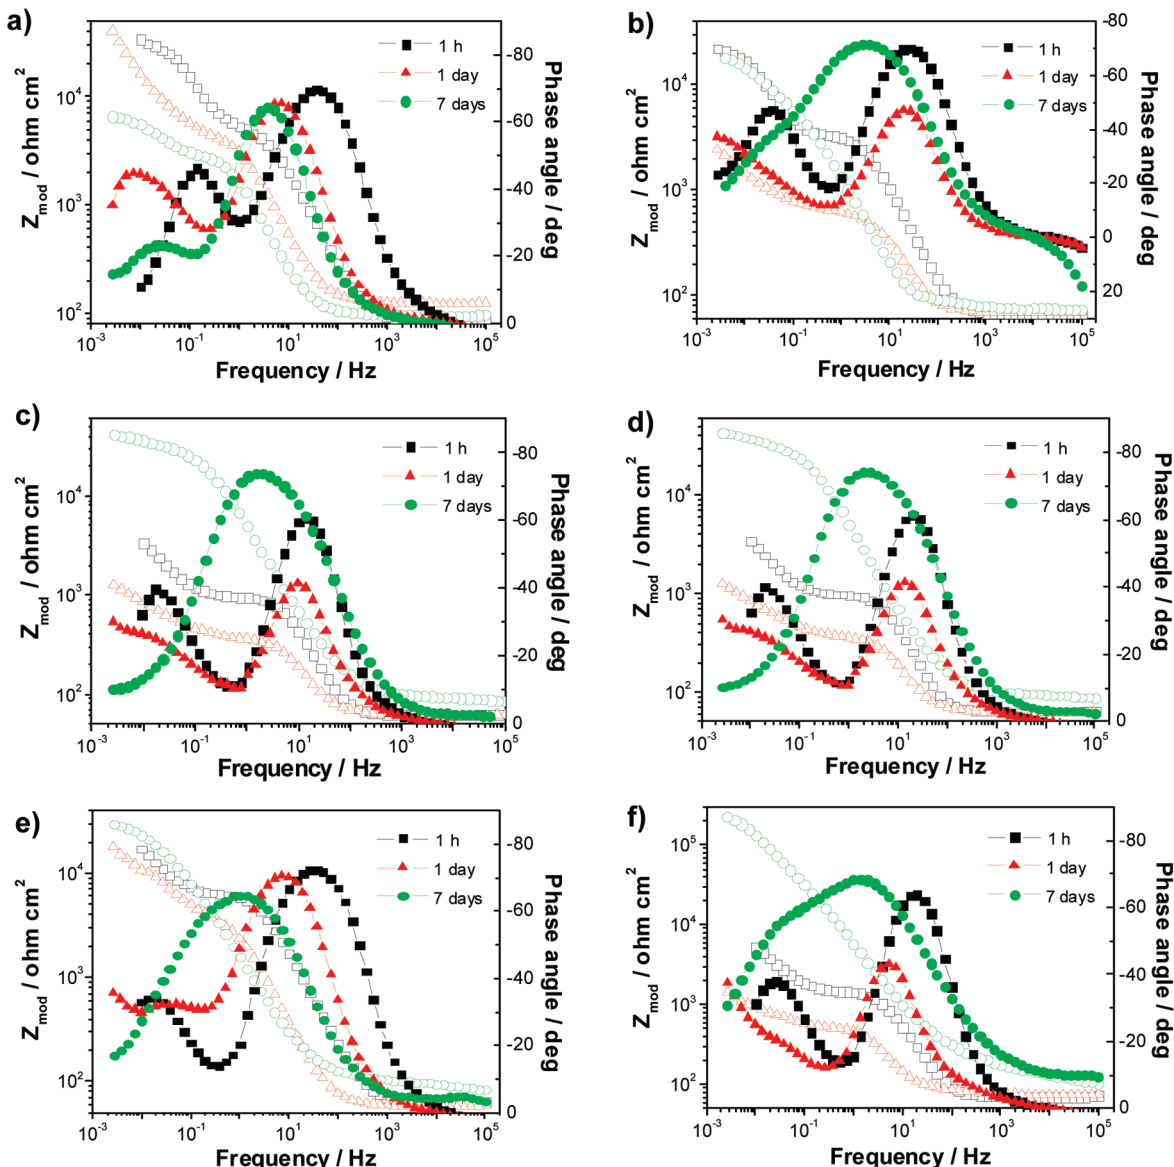 a)
Z_mod / ohm cm²
10⁴
10³
10²
1 h
1 day
7 days
-80
-60
-40
-20
0
Phase angle / deg
10⁻³ 10⁻¹ 10¹ 10³ 10⁵
Frequency / Hz
b)
Z_mod / ohm cm²
10⁴
10³
10²
1 h
1 day
7 days
-80
-60
-40
-20
0
20
Phase angle / deg
10⁻³ 10⁻¹ 10¹ 10³ 10⁵
Frequency / Hz
c)
Z_mod / ohm cm²
10⁴
10³
10²
1 h
1 day
7 days
-80
-60
-40
-20
0
Phase angle / deg
10⁻³ 10⁻¹ 10¹ 10³ 10⁵
Frequency / Hz
d)
Z_mod / ohm cm²
10⁴
10³
10²
1 h
1 day
7 days
-80
-60
-40
-20
0
Phase angle / deg
10⁻³ 10⁻¹ 10¹ 10³ 10⁵
Frequency / Hz
e)
Z_mod / ohm cm²
10⁴
10³
10²
1 h
1 day
7 days
-80
-60
-40
-20
0
Phase angle / deg
10⁻³ 10⁻¹ 10¹ 10³ 10⁵
Frequency / Hz
f)
Z_mod / ohm cm²
10⁵
10⁴
10³
10²
1 h
1 day
7 days
-80
-60
-40
-20
0
Phase angle / deg
10⁻³ 10⁻¹ 10¹ 10³ 10⁵
Frequency / Hz